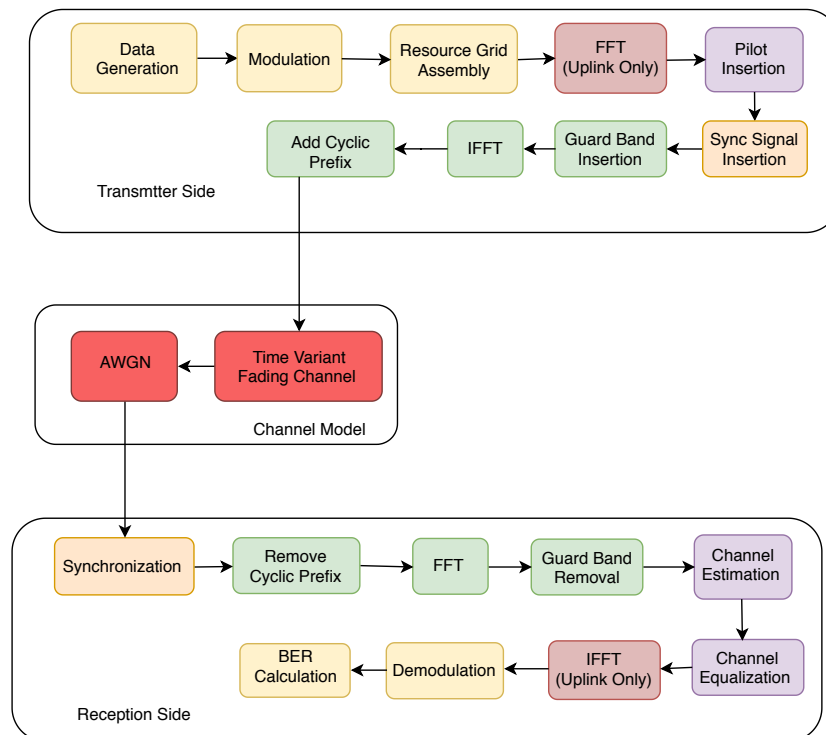 Data
Generation
Modulation
Resource Grid
Assembly
FFT
(Uplink Only)
Pilot
Insertion
Add Cyclic
Prefix
IFFT
Guard Band
Insertion
Sync Signal
Insertion
Transmtter Side
AWGN
Time Variant
Fading Channel
Channel Model
Synchronization
Remove
Cyclic Prefix
FFT
Guard Band
Removal
Channel
Estimation
BER
Calculation
Demodulation
IFFT
(Uplink Only)
Channel
Equalization
Reception Side